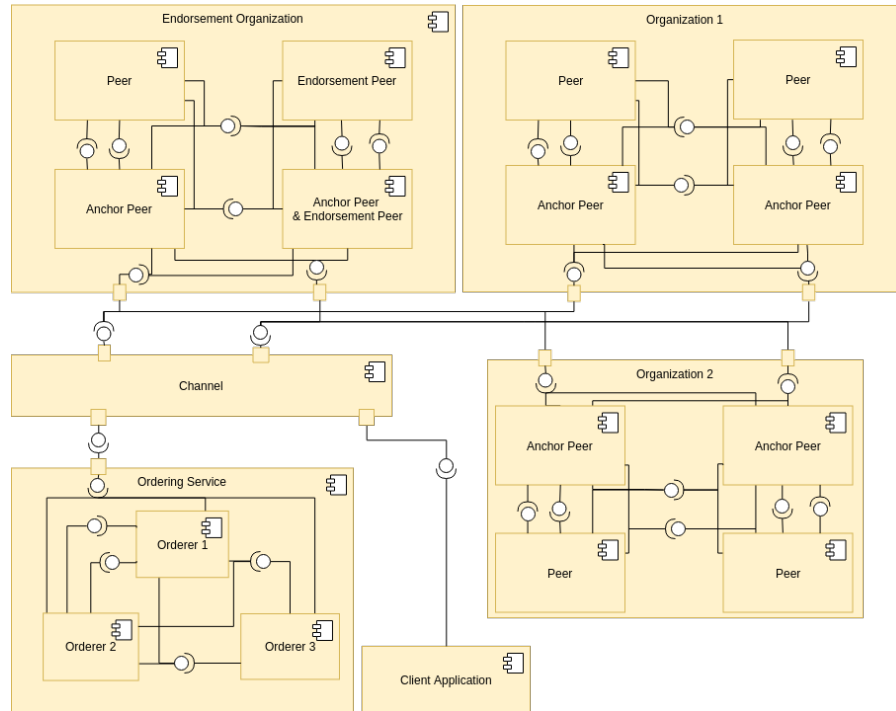 Endorsement Organization
Organization 1
Peer
Endorsement Peer
Peer
Peer
Anchor Peer
Anchor Peer
& Endorsement Peer
Anchor Peer
Anchor Peer
Channel
Organization 2
Anchor Peer
Anchor Peer
Ordering Service
Orderer 1
Peer
Peer
Orderer 2
Orderer 3
Client Application